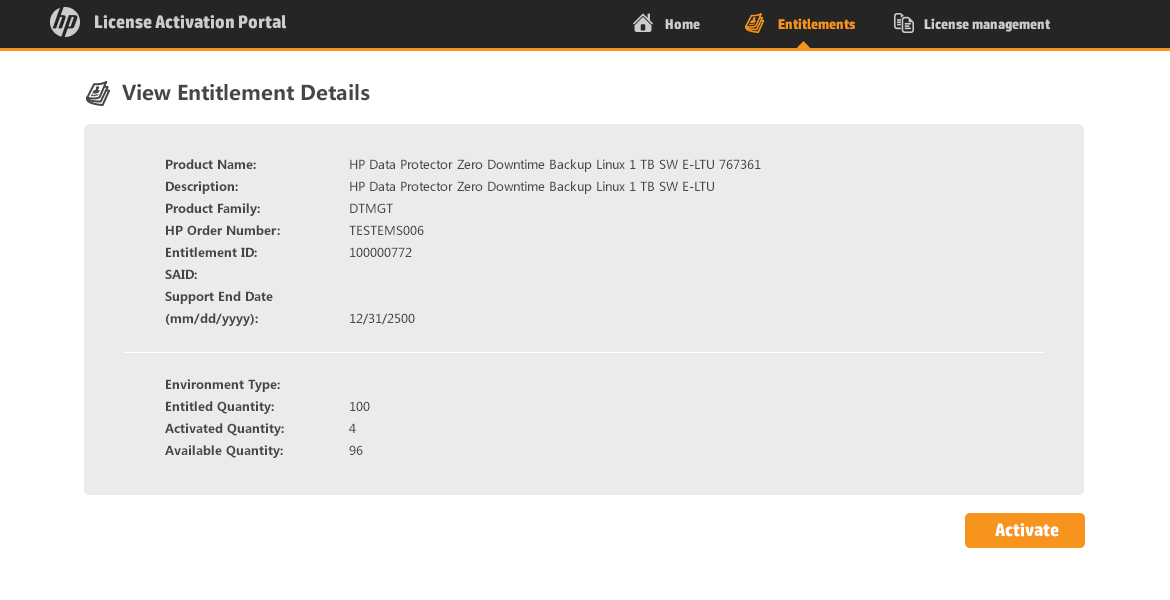 hp License Activation Portal Home Entitlements License management
View Entitlement Details
Product Name: HP Data Protector Zero Downtime Backup Linux 1 TB SW E-LTU 767361
Description: HP Data Protector Zero Downtime Backup Linux 1 TB SW E-LTU
Product Family: DTMGT
HP Order Number: TESTEMS006
Entitlement ID: 100000772
SAID:
Support End Date
(mm/dd/yyyy): 12/31/2500
Environment Type:
Entitled Quantity: 100
Activated Quantity: 4
Available Quantity: 96
Activate